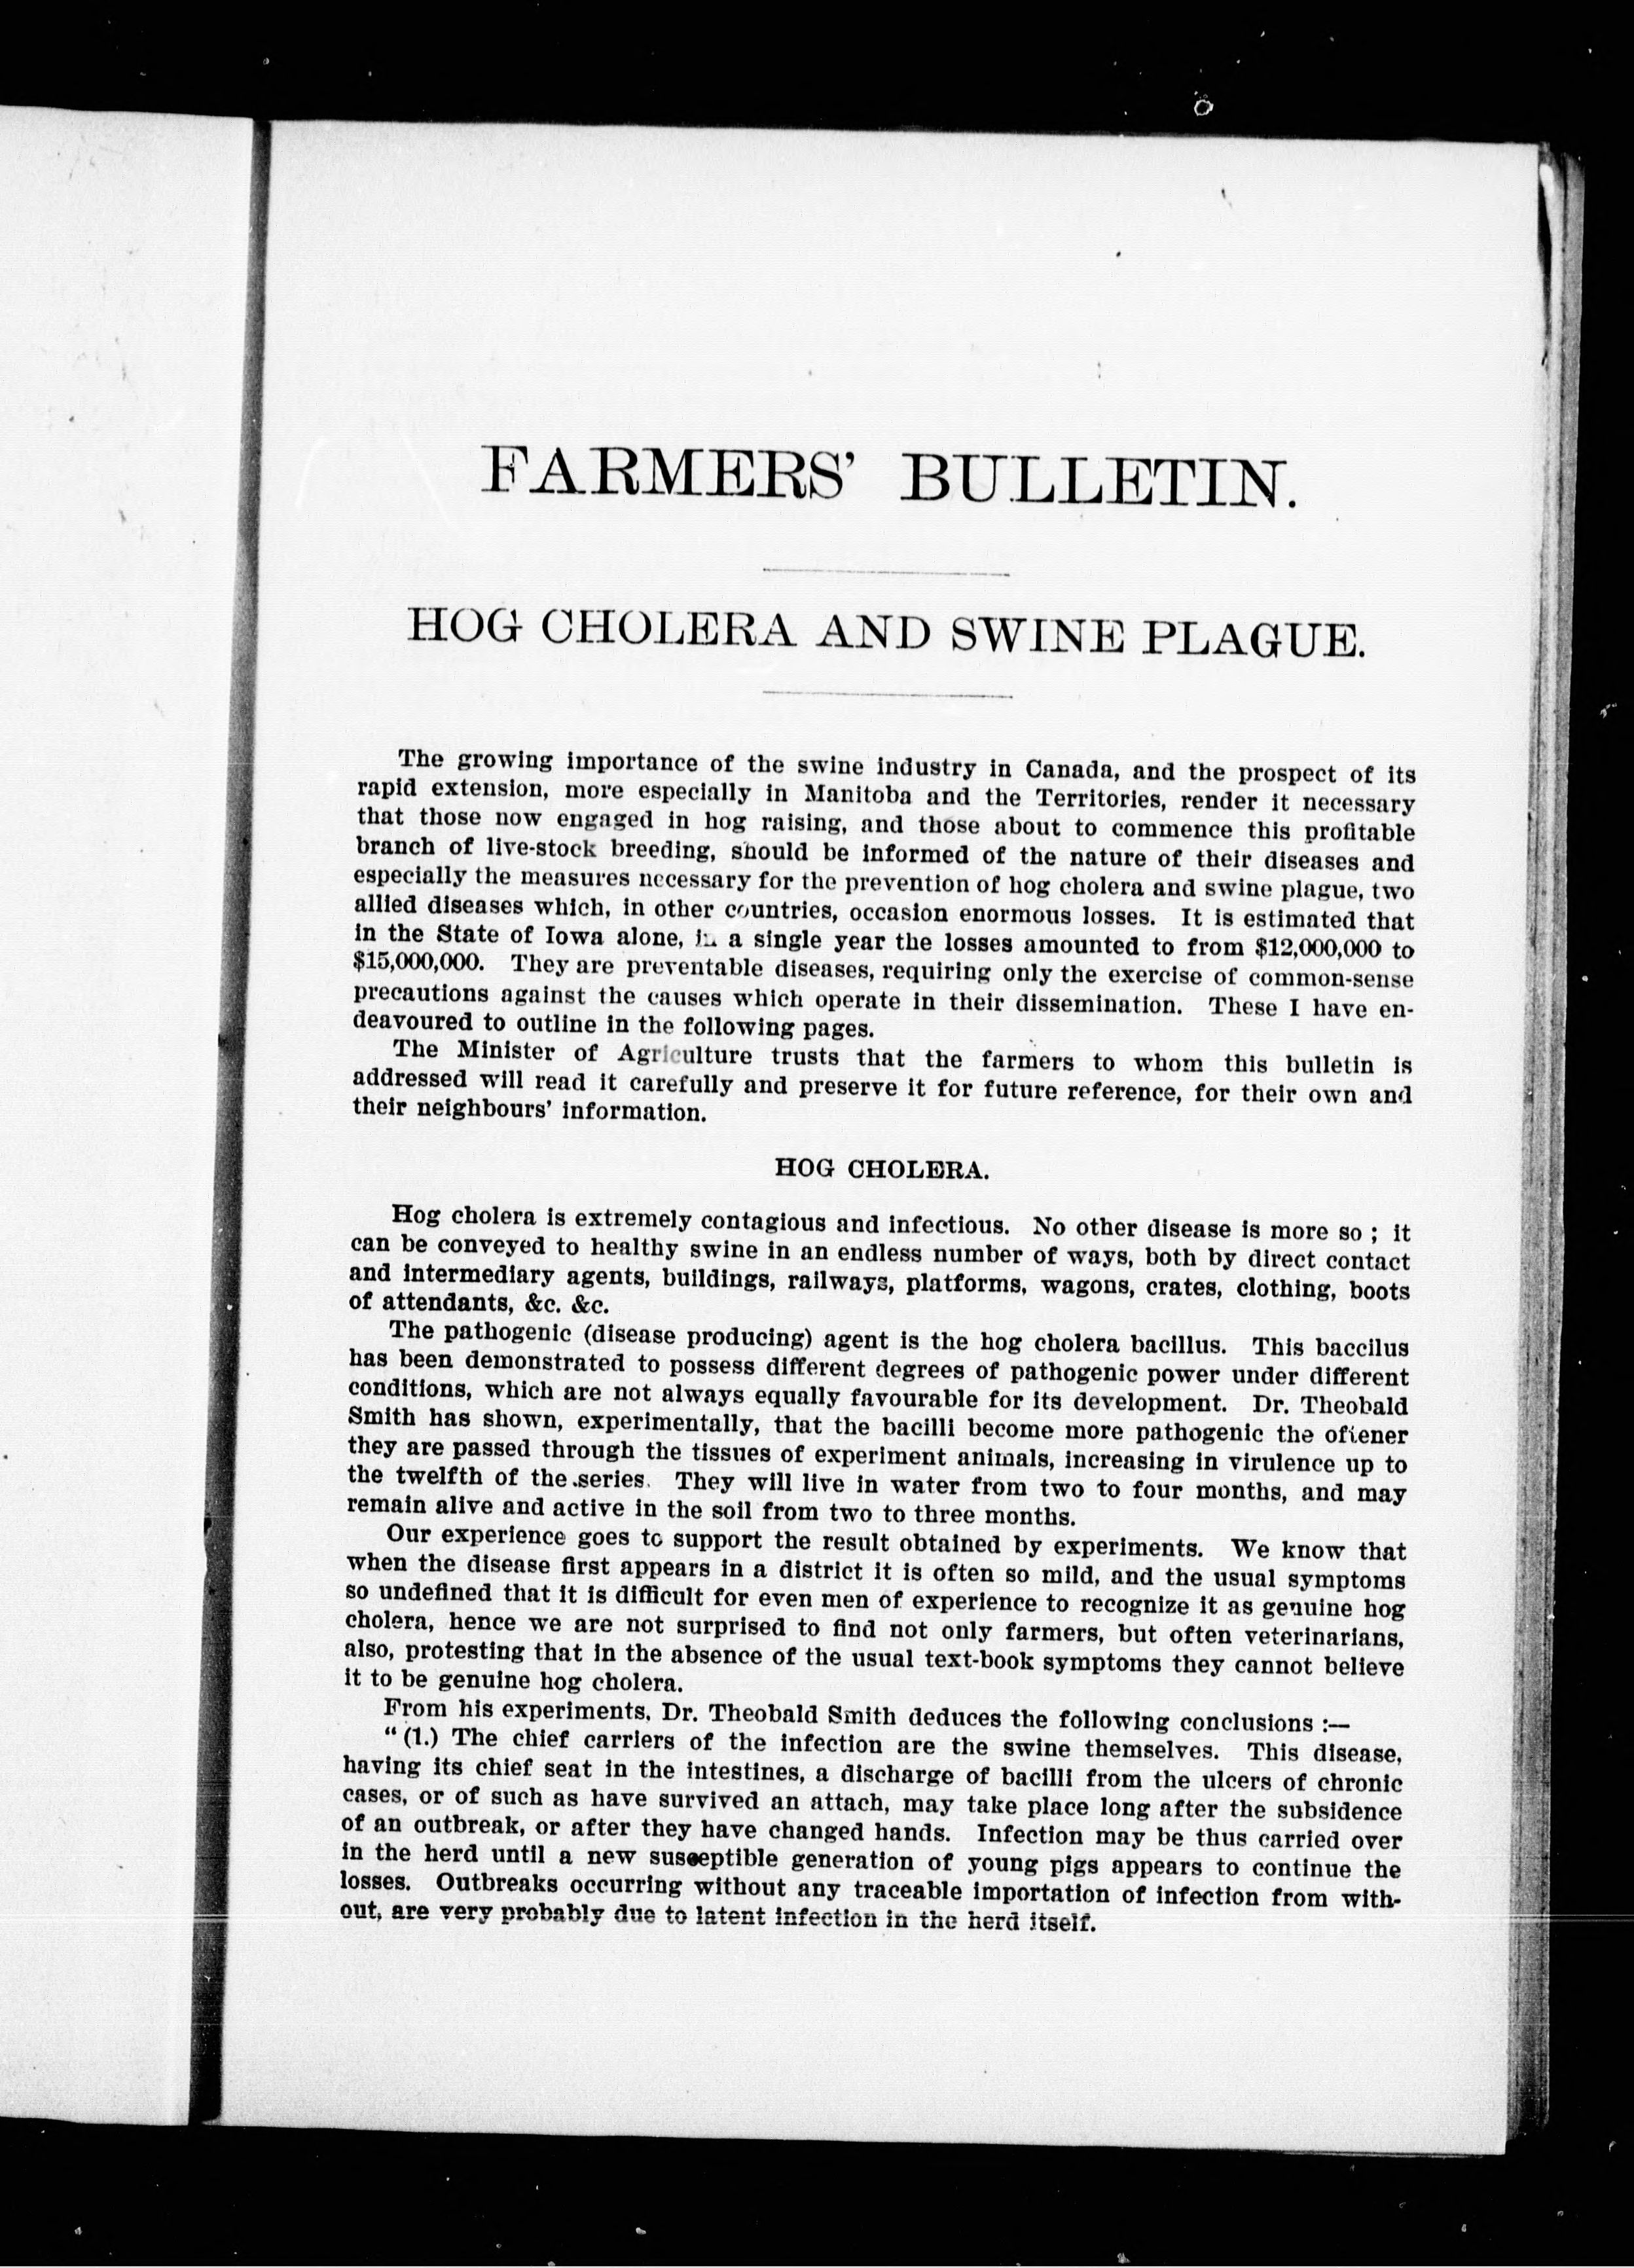 FARMERS' BULLETIN.
HOG CHOLERA AND SWINE PLAGUE.
The growing importance of the swine industry in Canada, and the prospect of its
rapid extension, more especially in Manitoba and the Territories, render it necessary
that those now engaged in hog raising, and those about to commence this profitable
branch of live-stock breeding, should be informed of the nature of their diseases and
especially the measures necessary for the prevention of hog cholera and swine plague, two
allied diseases which, in other countries, occasion enormous losses. It is estimated that
in the State of Iowa alone, in a single year the losses amounted to from $12,000,000 to
$15,000,000. They are preventable diseases, requiring only the exercise of common-sense
precautions against the causes which operate in their dissemination. These I have en-
deavoured to outline in the following pages.
The Minister of Agriculture trusts that the farmers to whom this bulletin is
addressed will read it carefully and preserve it for future reference, for their own and
their neighbours' information.
HOG CHOLERA.
Hog cholera is extremely contagious and infectious. No other disease is more so ; it
can be conveyed to healthy swine in an endless number of ways, both by direct contact
and intermediary agents, buildings, railways, platforms, wagons, crates, clothing, boots
of attendants, &c. &c.
The pathogenic (disease producing) agent is the hog cholera bacillus. This baccilus
has been demonstrated to possess different degrees of pathogenic power under different
conditions, which are not always equally favourable for its development. Dr. Theobald
Smith has shown, experimentally, that the bacilli become more pathogenic the oftener
they are passed through the tissues of experiment animals, increasing in virulence up to
the twelfth of the series. They will live in water from two to four months, and may
remain alive and active in the soil from two to three months.
Our experience goes to support the result obtained by experiments. We know that
when the disease first appears in a district it is often so mild, and the usual symptoms
so undefined that it is difficult for even men of experience to recognize it as genuine hog
cholera, hence we are not surprised to find not only farmers, but often veterinarians,
also, protesting that in the absence of the usual text-book symptoms they cannot believe
it to be genuine hog cholera.
From his experiments, Dr. Theobald Smith deduces the following conclusions :—
“ (1.) The chief carriers of the infection are the swine themselves. This disease,
having its chief seat in the intestines, a discharge of bacilli from the ulcers of chronic
cases, or of such as have survived an attach, may take place long after the subsidence
of an outbreak, or after they have changed hands. Infection may be thus carried over
in the herd until a new susceptible generation of young pigs appears to continue the
losses. Outbreaks occurring without any traceable importation of infection from with-
out, are very probably due to latent infection in the herd itself.